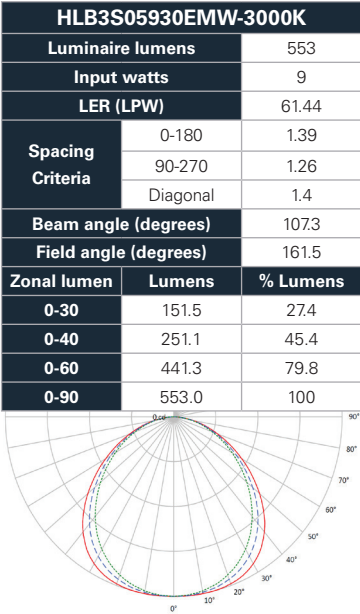 HLB3S05930EMW-3000K
Luminaire lumens 553
Input watts 9
LER (LPW) 61.44
Spacing Criteria 0-180 1.39
90-270 1.26
Diagonal 1.4
Beam angle (degrees) 107.3
Field angle (degrees) 161.5
Zonal lumen Lumens % Lumens
0-30 151.5 27.4
0-40 251.1 45.4
0-60 441.3 79.8
0-90 553.0 100
0 cd 90°
80°
70°
60°
50°
40°
30°
20°
10°
0°